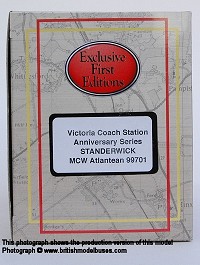 Exclusive
First
Editions
Victoria Coach Station
Anniversary Series
STANDERWICK
MCW Atlantean 99701
This photograph shows the production version of this model
Photograph © www.britishmodelbuses.com